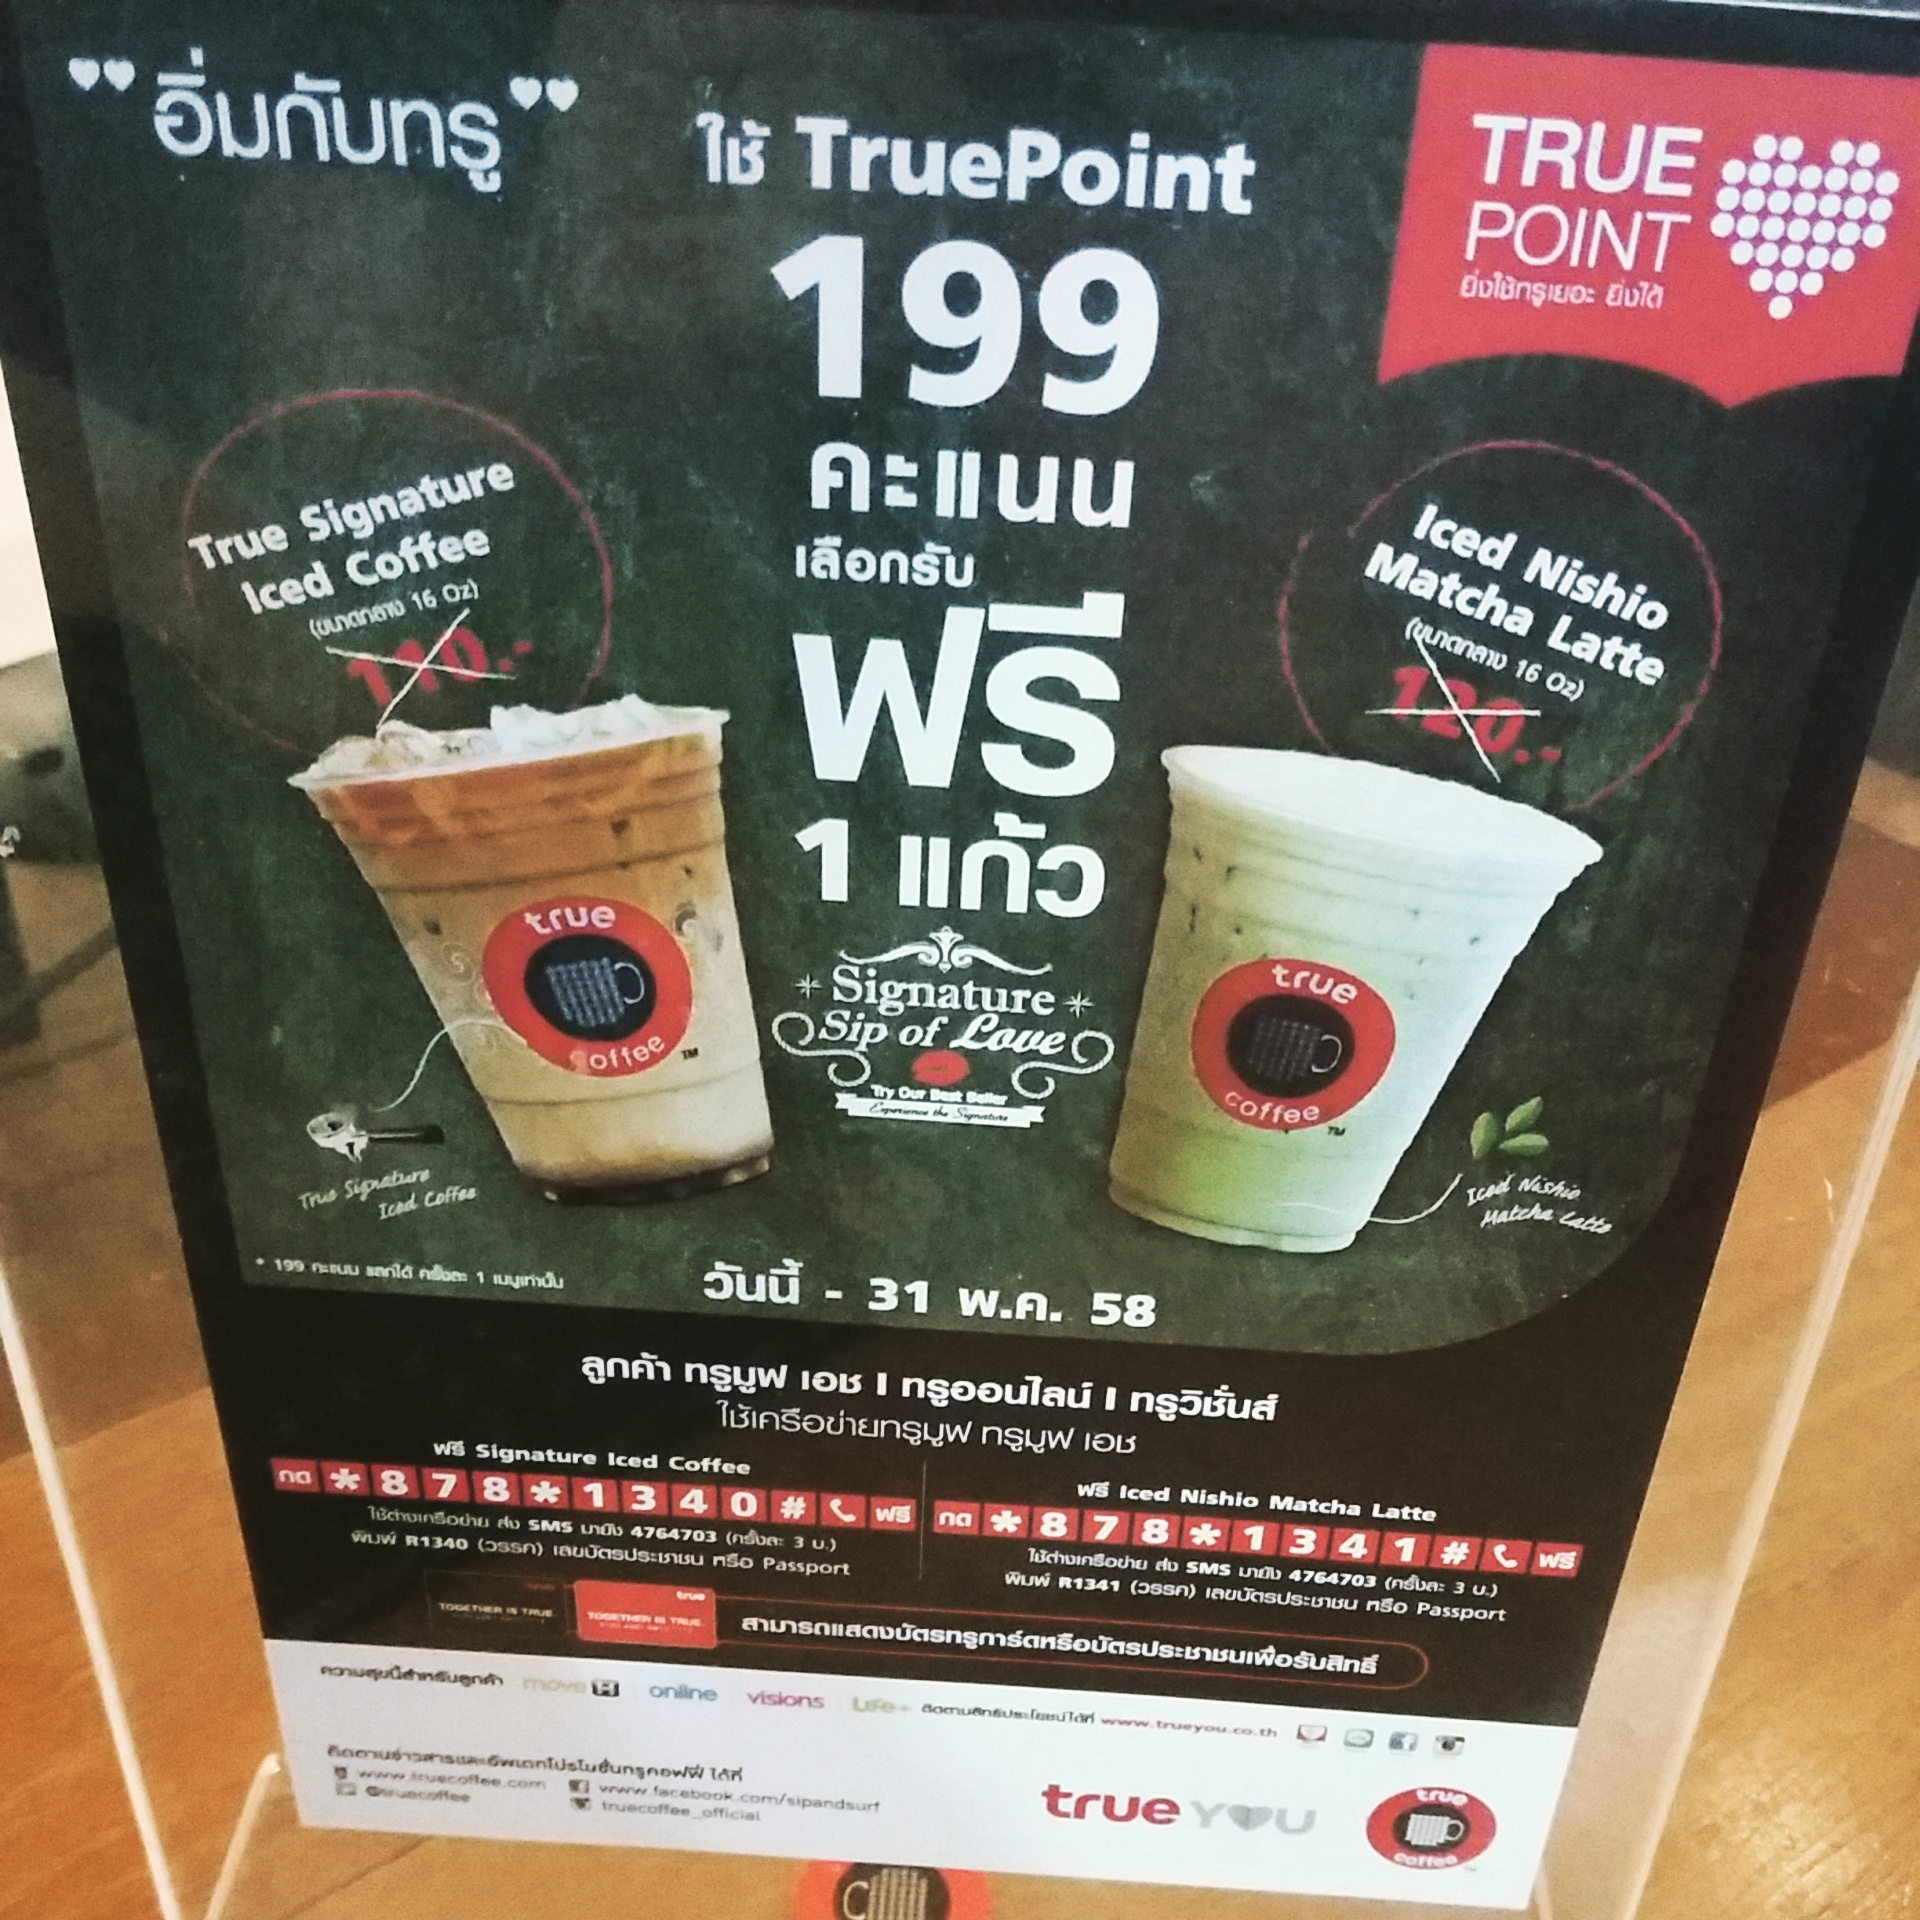 อิ่มกับทรู
ใช้ TruePoint
199
คะแนน
เลือกรับ
ฟรี
1 แก้ว
TRUE
POINT
ยิ่งใช้ทรูเยอะ ยิ่งได้
True Signature
Iced Coffee
(ขนาดกลาง 16 Oz)
110.-
Iced Nishio
Matcha Latte
(ขนาดกลาง 16 Oz)
120.-
true
coffee
TM
true
coffee
TM
Signature
Sip of Love
Try Our Best Seller
Experience the Signature
True Signature
Iced Coffee
Iced Nishio
Matcha Latte
* 199 คะแนน แลกได้ ครั้งละ 1 เมนูเท่านั้น
วันนี้ - 31 พ.ค. 58
ลูกค้า ทรูมูฟ เอช I ทรูออนไลน์ I ทรูวิชั่นส์
ใช้เครือข่ายทรูมูฟ ทรูมูฟ เอช
ฟรี Signature Iced Coffee
กด *878*1340# ฟรี
ใช้ต่างเครือข่าย ส่ง SMS มายัง 4764703 (ครั้งละ 3 บ.)
พิมพ์ R1340 (วรรค) เลขบัตรประชาชน หรือ Passport
ฟรี Iced Nishio Matcha Latte
กด *878*1341# ฟรี
ใช้ต่างเครือข่าย ส่ง SMS มายัง 4764703 (ครั้งละ 3 บ.)
พิมพ์ R1341 (วรรค) เลขบัตรประชาชน หรือ Passport
TOGETHER IS TRUE
true
TOGETHER IS TRUE
สามารถแสดงบัตรทรูการ์ดหรือบัตรประชาชนเพื่อรับสิทธิ์
ความสุขนี้สำหรับลูกค้า move H online visions Life+ ติดตามสิทธิประโยชน์ได้ที่ www.trueyou.co.th
ติดตามข่าวสารและอัพเดทโปรโมชั่นทรูคอฟฟี่ ได้ที่
www.truecoffee.com www.facebook.com/sipandsurf
@truecoffee truecoffee_official
true YOU
true
coffee